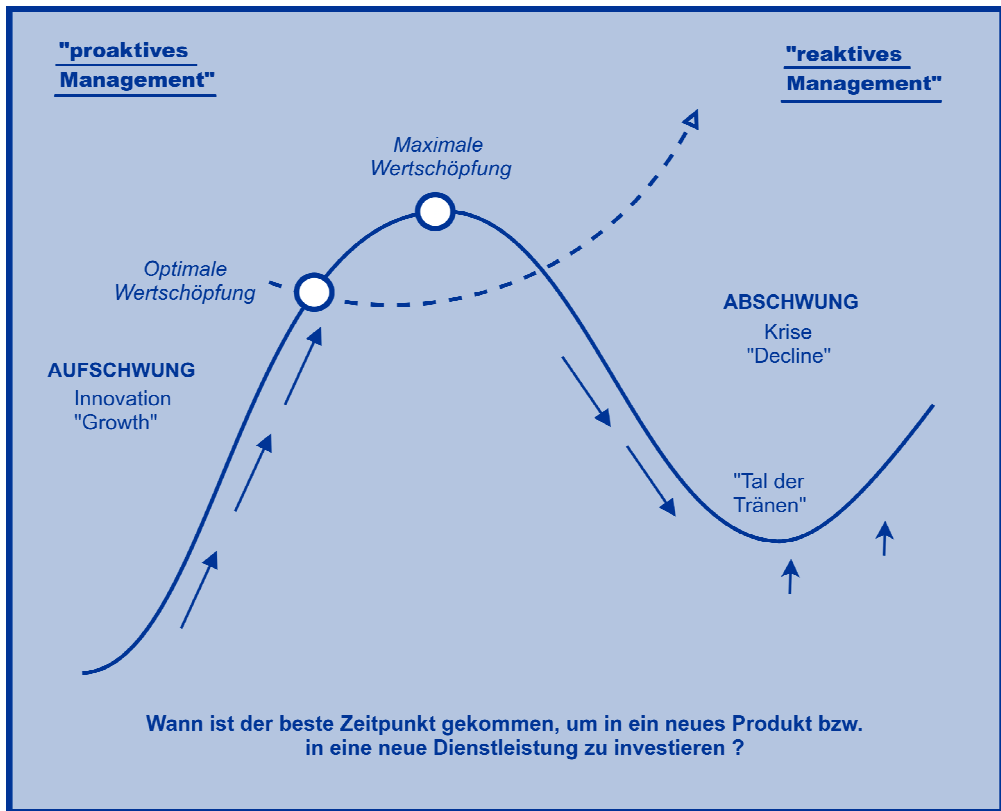 "proaktives
Management"
"reaktives
Management"
Maximale
Wertschöpfung
Optimale
Wertschöpfung
ABSCHWUNG
Krise
"Decline"
AUFSCHWUNG
Innovation
"Growth"
"Tal der
Tränen"
Wann ist der beste Zeitpunkt gekommen, um in ein neues Produkt bzw.
in eine neue Dienstleistung zu investieren ?